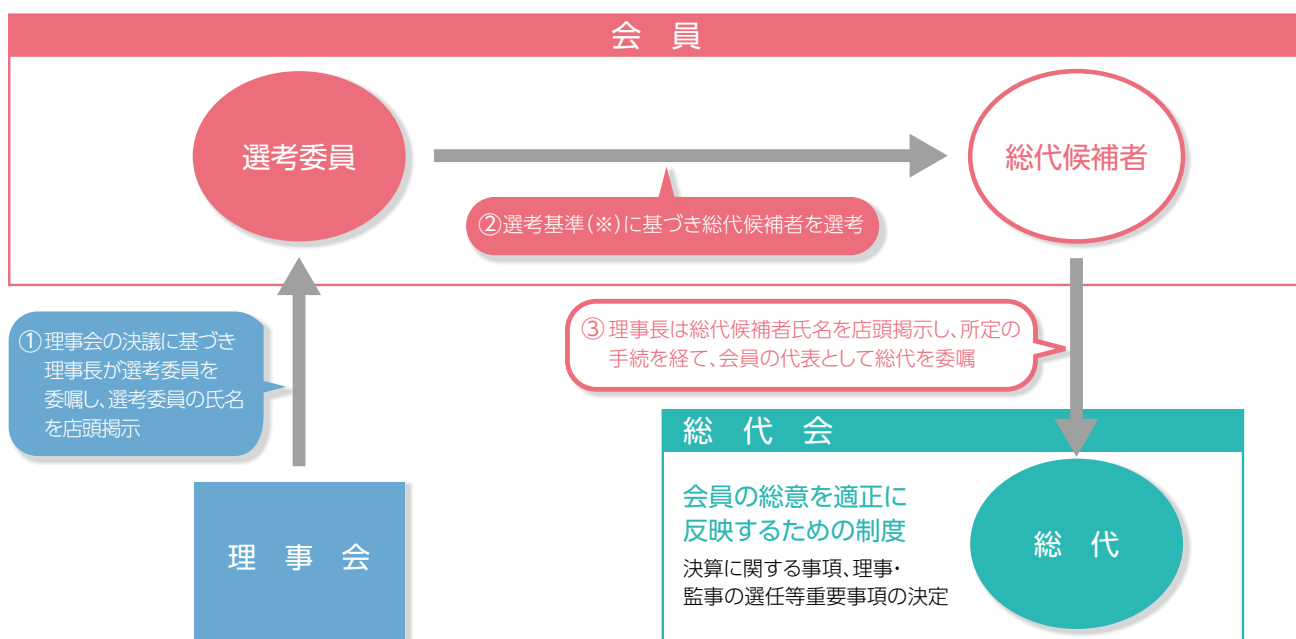 会 員
選考委員
総代候補者
②選考基準(※)に基づき総代候補者を選考
①理事会の決議に基づき
理事長が選考委員を
委嘱し、選考委員の氏名
を店頭掲示
③理事長は総代候補者氏名を店頭掲示し、所定の
手続を経て、会員の代表として総代を委嘱
理 事 会
総 代 会
会員の総意を適正に
反映するための制度
決算に関する事項、理事・
監事の選任等重要事項の決定
総 代